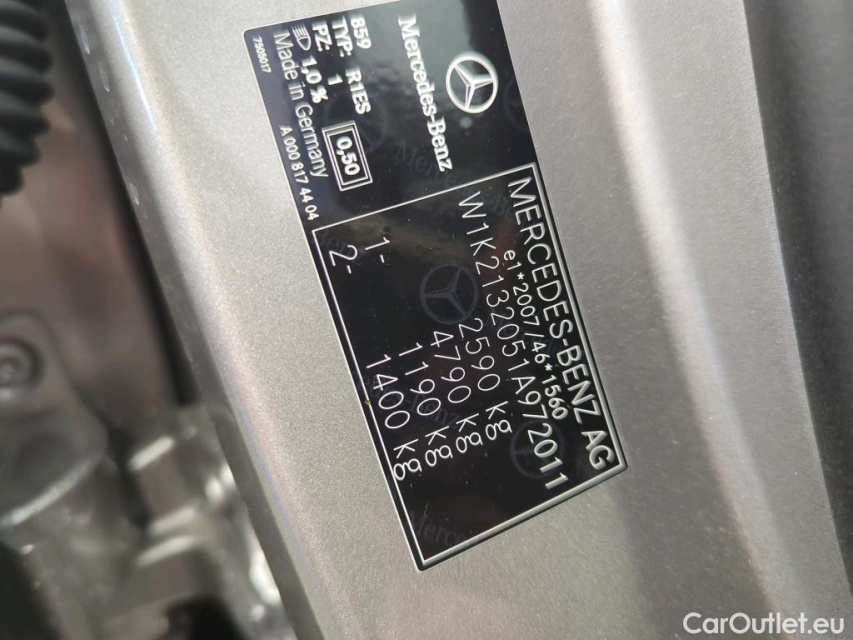 Mercedes-Benz
859
TYP: R1ES
PZ: 1
1,0 %
0,50
Made in Germany
7505017
A 000 817 44 04
MERCEDES-BENZ AG
e1*2007/46*1560
W1K2132051A972011
2590 kg
4790 kg
1- 1190 kg
2- 1400 kg
CarOutlet.eu